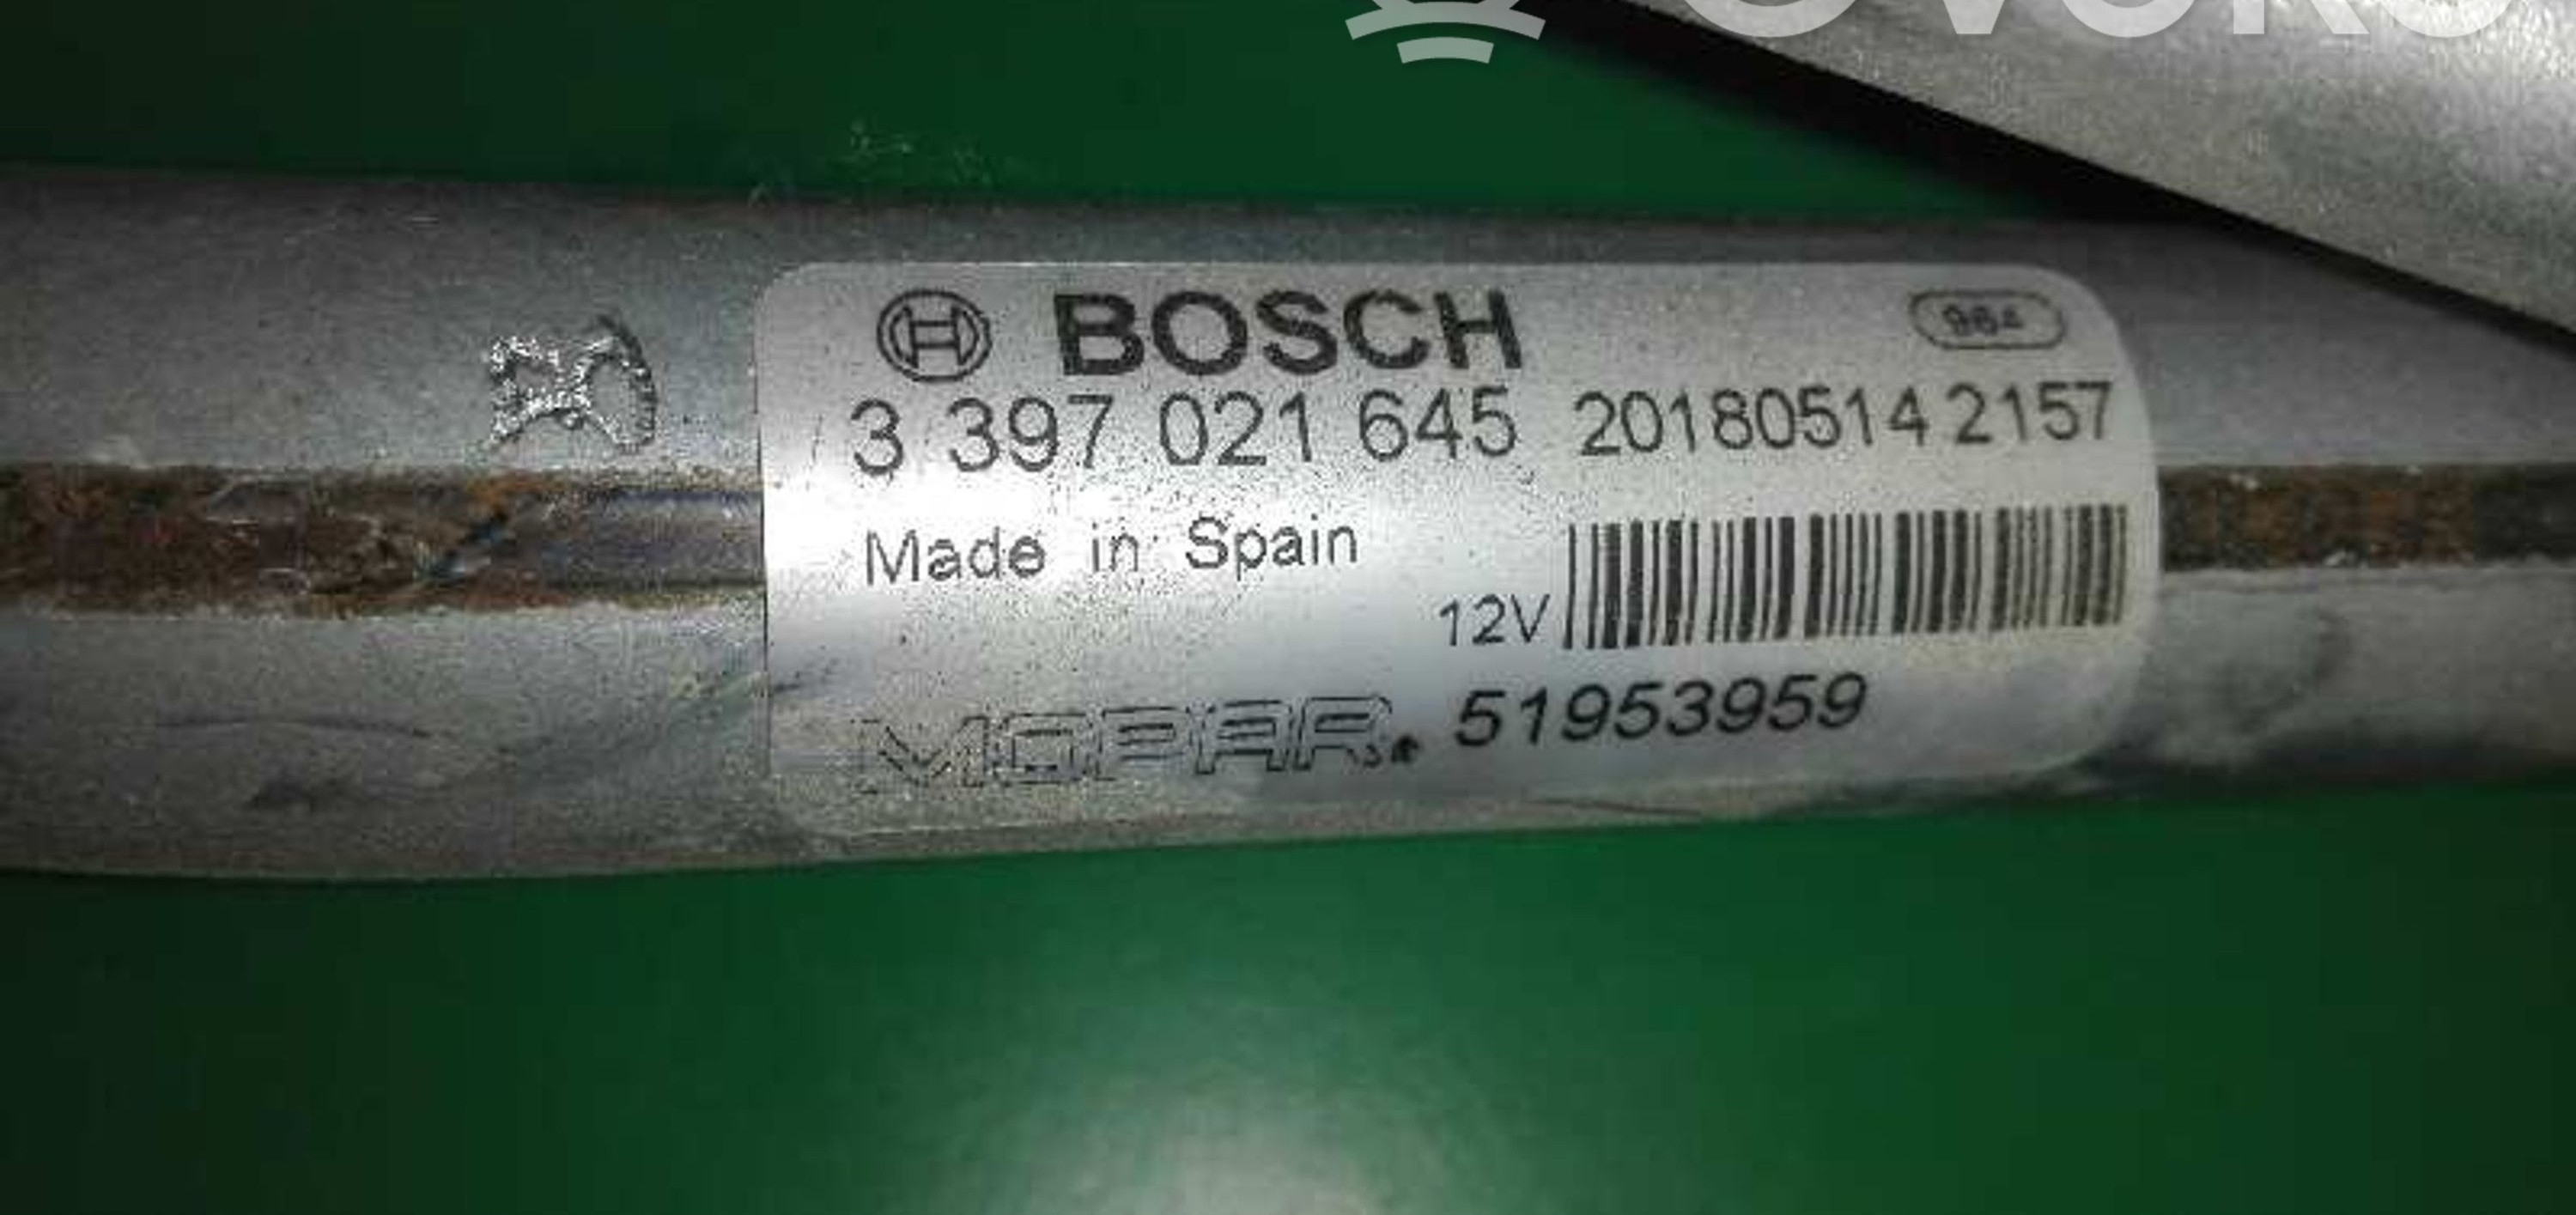 BOSCH
3 397 021 645 20180514 2157
Made in Spain
12V
MOPAR® 51953959